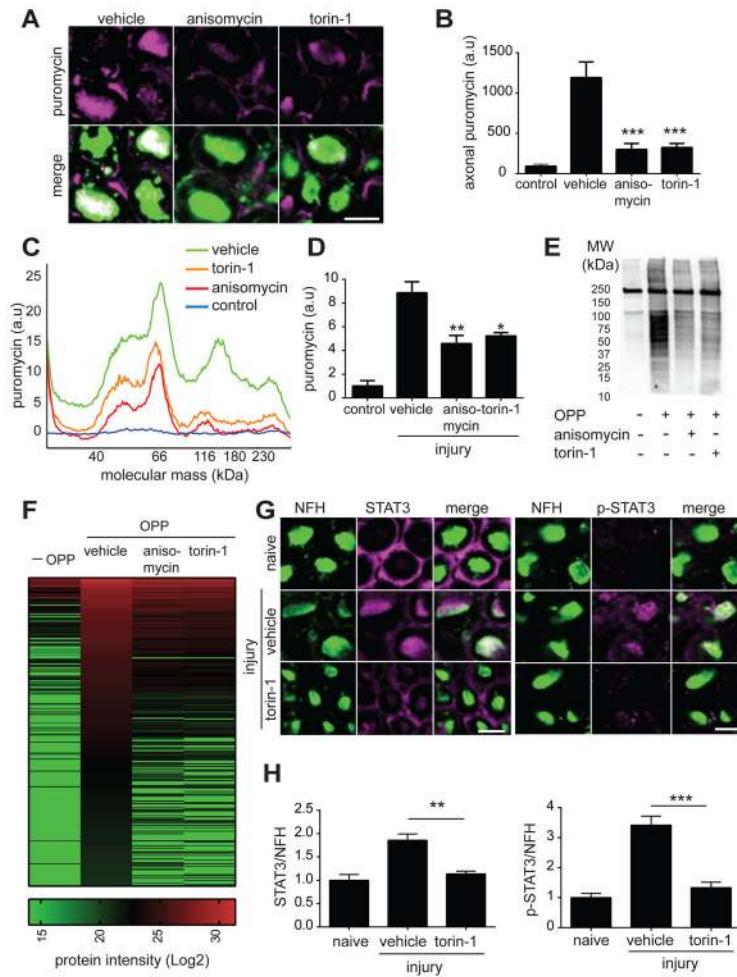 A
vehicle anisomycin torin-1
puromycin
merge
B
axonal puromycin (a.u)
1500
1000
500
0
*** ***
control vehicle aniso- torin-1
mycin
C
puromycin (a.u)
25
20
15
10
5
0
vehicle
torin-1
anisomycin
control
40 66 116 180 230
molecular mass (kDa)
D
puromycin (a.u)
10
8
6
4
2
0
** *
control vehicle aniso-torin-1
mycin
injury
E
MW
(kDa)
250
150
100
75
50
37
25
15
10
OPP - + + +
anisomycin - - + -
torin-1 - - - +
F
OPP
— OPP vehicle aniso- torin-1
mycin
15 20 25 30
protein intensity (Log2)
G
NFH STAT3 merge NFH p-STAT3 merge
naive
vehicle
torin-1
injury
H
STAT3/NFH
2.5
2.0
1.5
1.0
0.5
0.0
**
naive vehicle torin-1
injury
p-STAT3/NFH
4
3
2
1
0
***
naive vehicle torin-1
injury